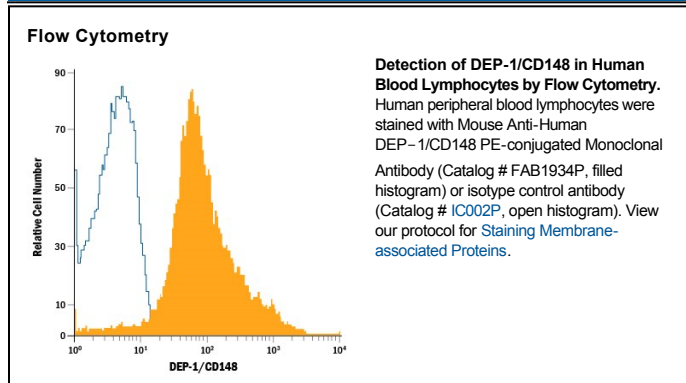 Flow Cytometry
90
70
50
30
10
0
Relative Cell Number
10⁰ 10¹ 10² 10³ 10⁴
DEP-1/CD148
Detection of DEP-1/CD148 in Human
Blood Lymphocytes by Flow Cytometry.
Human peripheral blood lymphocytes were
stained with Mouse Anti-Human
DEP-1/CD148 PE-conjugated Monoclonal
Antibody (Catalog # FAB1934P, filled
histogram) or isotype control antibody
(Catalog # IC002P, open histogram). View
our protocol for Staining Membrane-
associated Proteins.